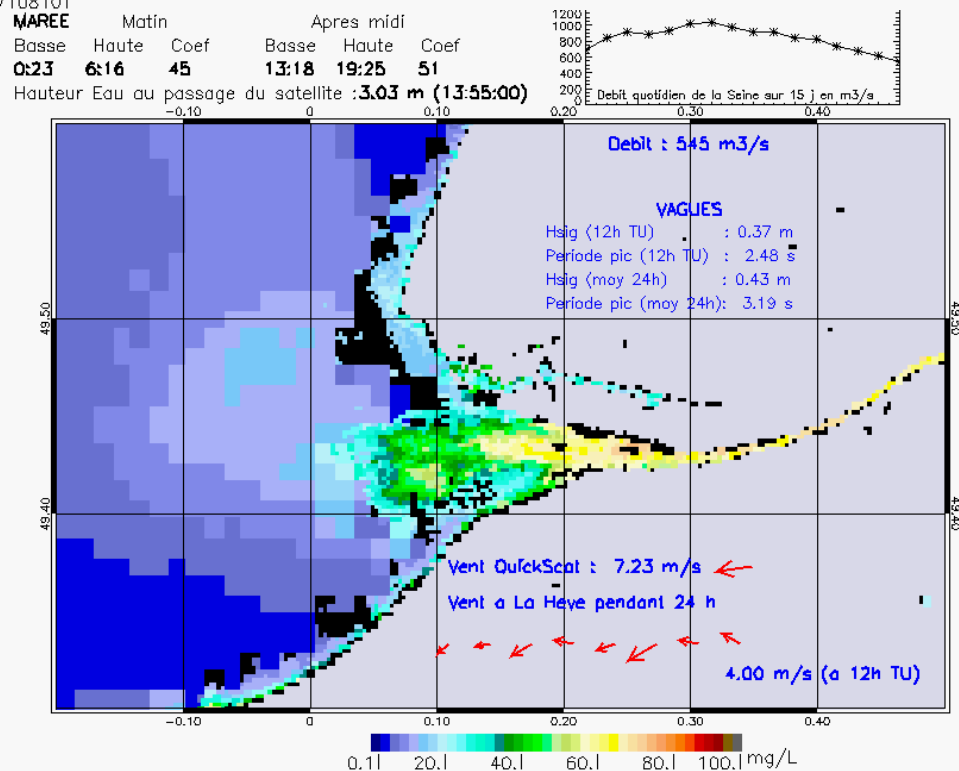 MAREE Matin Apres midi
Basse Haute Coef Basse Haute Coef
0:23 6:16 45 13:18 19:25 51
Hauteur Eau au passage du satellite : 3.03 m (13:55:00)
1200
1000
800
600
400
200
0
Debit quotidien de la Seine sur 15 j en m3/s
-0.10 0 0.10 0.20 0.30 0.40
Debit : 545 m3/s
VAGUES
Hsig (12h TU) : 0.37 m
Periode pic (12h TU) : 2.48 s
Hsig (moy 24h) : 0.43 m
Periode pic (moy 24h): 3.19 s
49.50 49.50
49.40 49.40
Vent QuickScat : 7.23 m/s
Vent a La Heve pendant 24 h
4.00 m/s (a 12h TU)
-0.10 0 0.10 0.20 0.30 0.40
0.1 20.1 40.1 60.1 80.1 100.1 mg/L